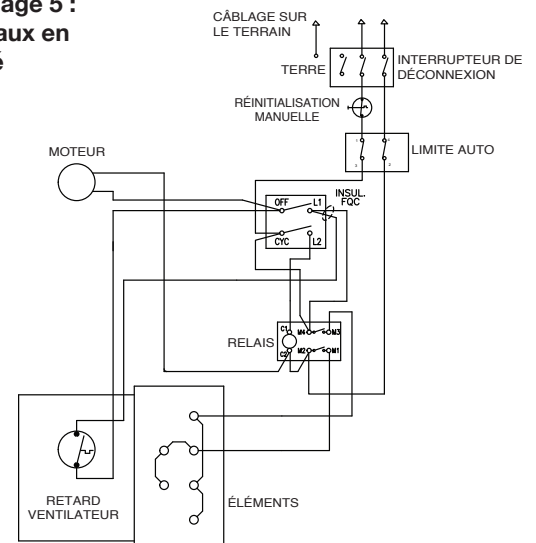 age 5 :
aux en
é
CÂBLAGE SUR
LE TERRAIN
TERRE
INTERRUPTEUR DE
DÉCONNEXION
RÉINITIALISATION
MANUELLE
LIMITE AUTO
MOTEUR
INSUL.
FQC
OFF L1
CYC L2
RELAIS
C1 M4 M3
C2 M2 M1
RETARD
VENTILATEUR
ÉLÉMENTS